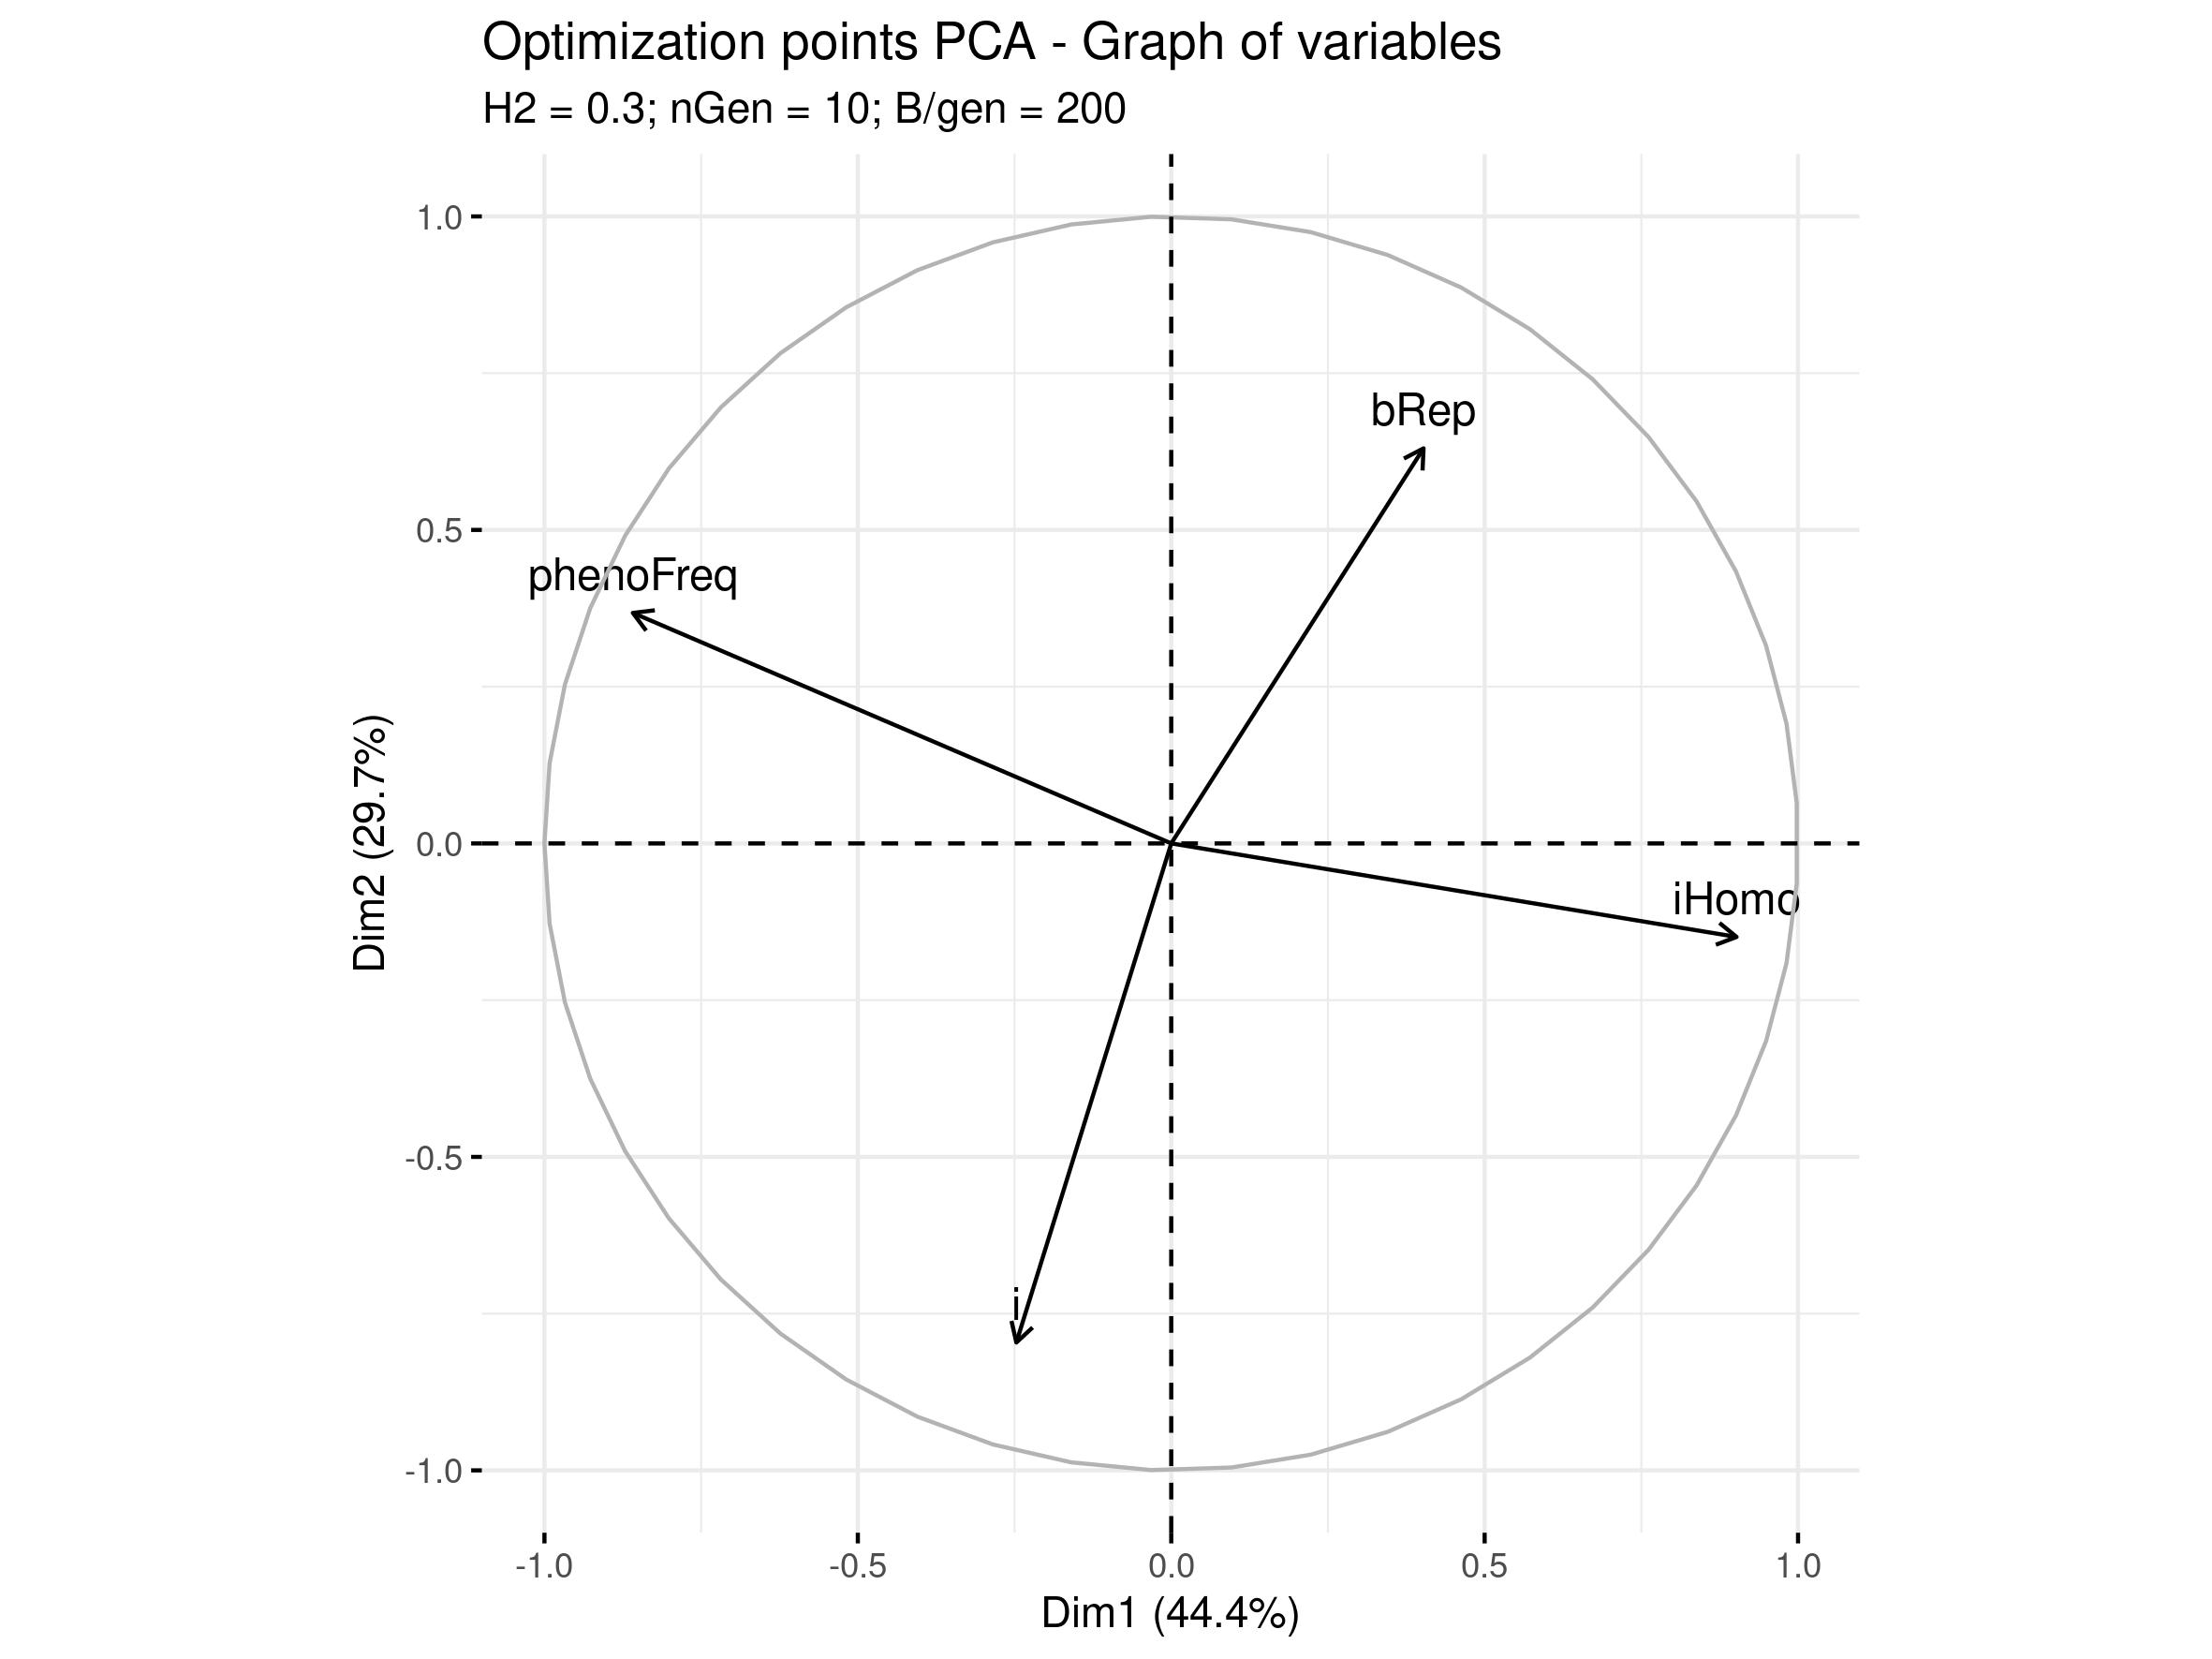 Optimization points PCA - Graph of variables
H2 = 0.3; nGen = 10; B/gen = 200
1.0
0.5
0.0
-0.5
-1.0
Dim2 (29.7%)
bRep
phenoFreq
iHomo
i
-1.0
-0.5
0.0
0.5
1.0
Dim1 (44.4%)